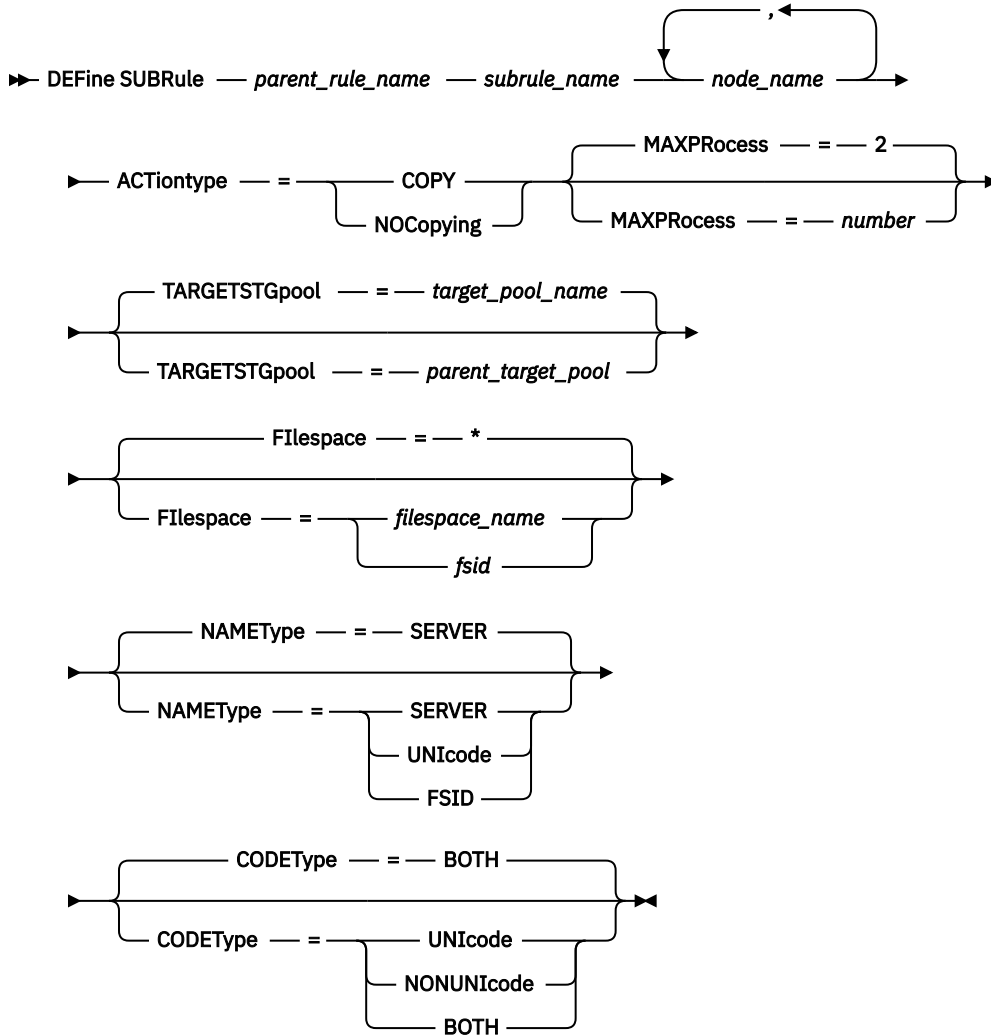 ,
DEFine SUBRule parent_rule_name subrule_name node_name
MAXPRocess = 2
ACTiontype = COPY
NOCopying
MAXPRocess = number
TARGETSTGpool = target_pool_name
TARGETSTGpool = parent_target_pool
FIlespace = *
FIlespace = filespace_name
fsid
NAMEType = SERVER
NAMEType = SERVER
UNIcode
FSID
CODEType = BOTH
CODEType = UNIcode
NONUNIcode
BOTH